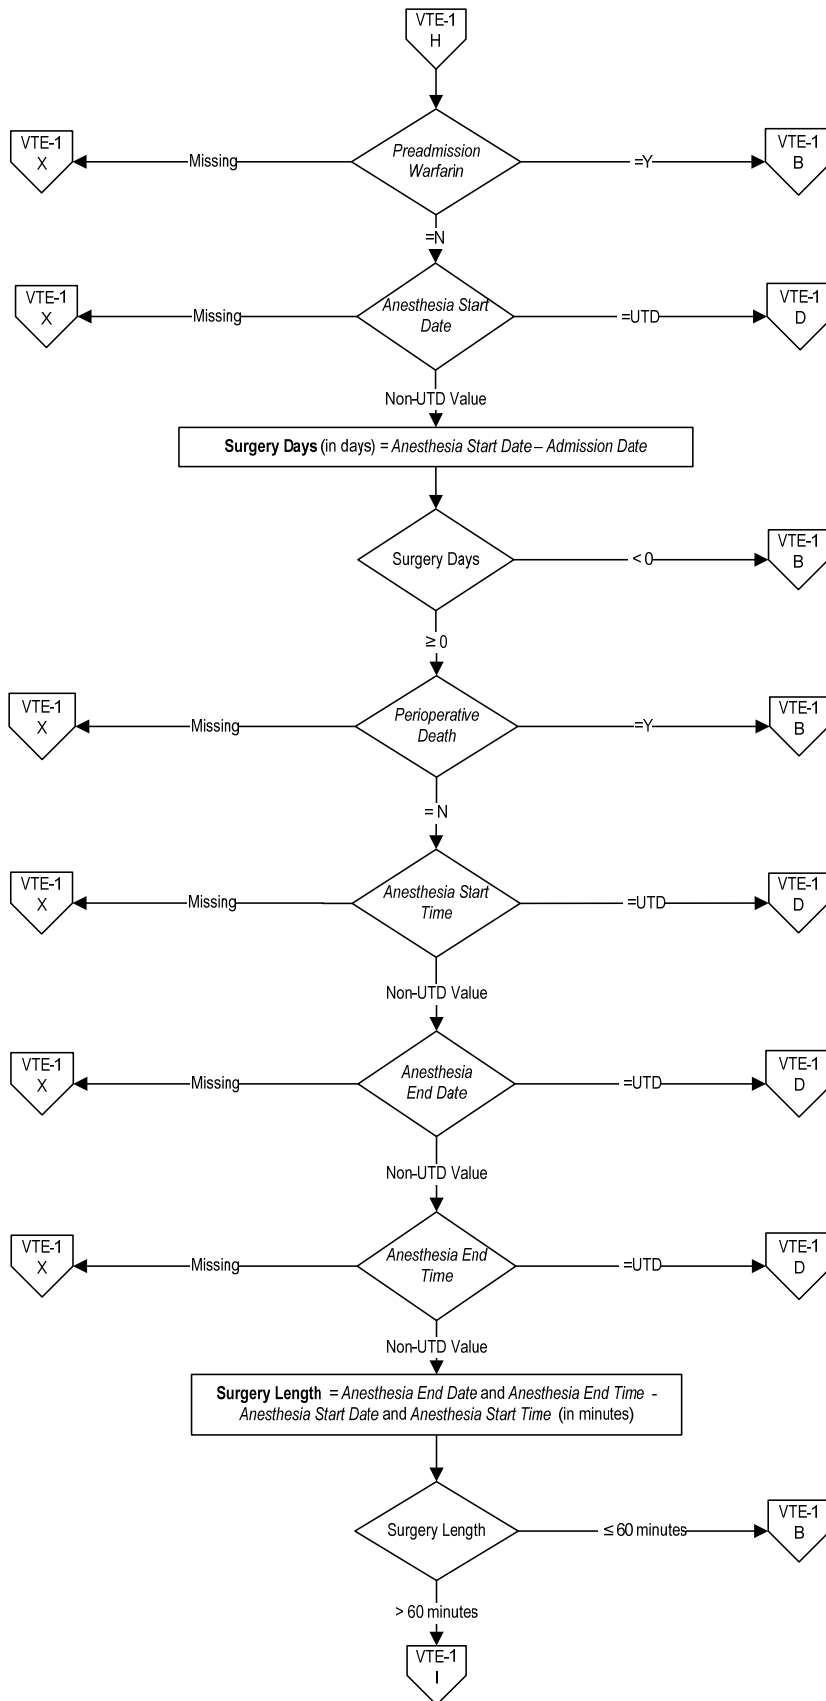 VTE-1
H
VTE-1
X
Missing
Preadmission
Warfarin
=Y
VTE-1
B
=N
VTE-1
X
Missing
Anesthesia Start
Date
=UTD
VTE-1
D
Non-UTD Value
Surgery Days (in days) = Anesthesia Start Date – Admission Date
Surgery Days
< 0
VTE-1
B
≥ 0
VTE-1
X
Missing
Perioperative
Death
=Y
VTE-1
B
= N
VTE-1
X
Missing
Anesthesia Start
Time
=UTD
VTE-1
D
Non-UTD Value
VTE-1
X
Missing
Anesthesia
End Date
=UTD
VTE-1
D
Non-UTD Value
VTE-1
X
Missing
Anesthesia End
Time
=UTD
VTE-1
D
Non-UTD Value
Surgery Length = Anesthesia End Date and Anesthesia End Time -
Anesthesia Start Date and Anesthesia Start Time (in minutes)
Surgery Length
≤ 60 minutes
VTE-1
B
> 60 minutes
VTE-1
I